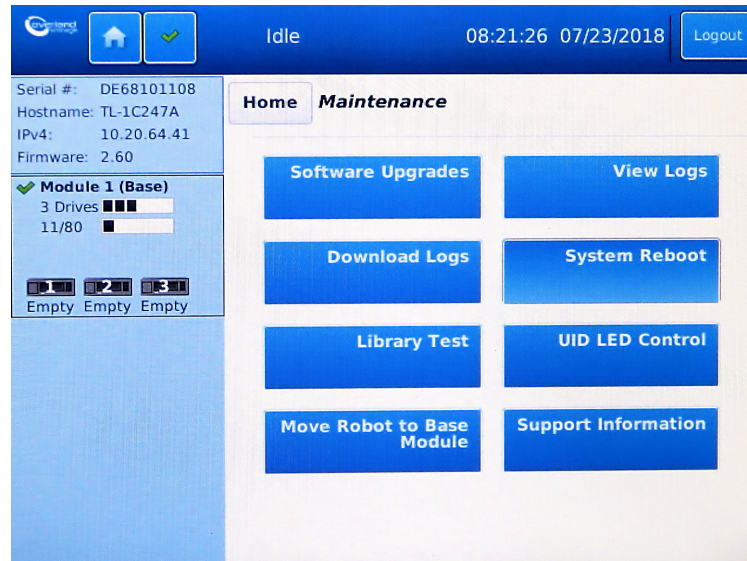 overland
storage
Idle
08:21:26 07/23/2018
Logout
Serial #: DE68101108
Hostname: TL-1C247A
IPv4: 10.20.64.41
Firmware: 2.60
Module 1 (Base)
3 Drives
11/80
1 2 3
Empty Empty Empty
Home Maintenance
Software Upgrades
View Logs
Download Logs
System Reboot
Library Test
UID LED Control
Move Robot to Base
Module
Support Information